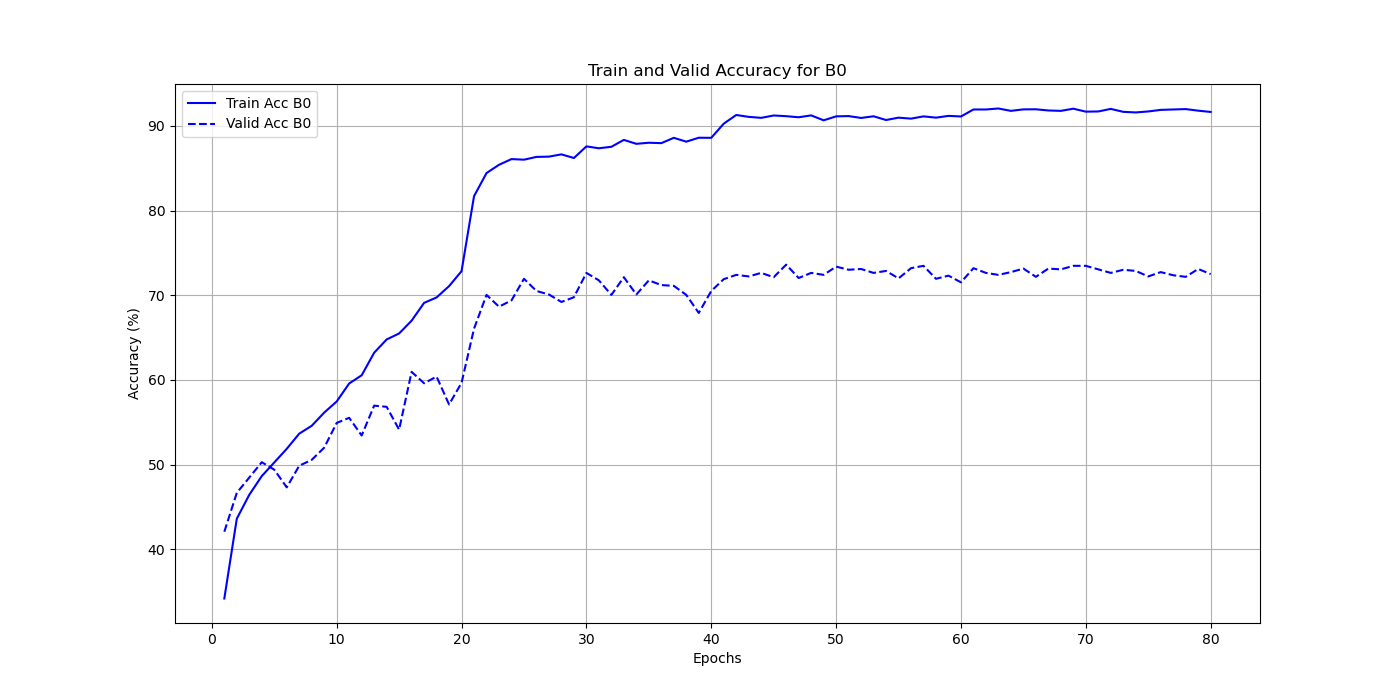 Train and Valid Accuracy for B0
Train Acc B0
Valid Acc B0
90
80
70
60
50
40
Accuracy (%)
0 10 20 30 40 50 60 70 80
Epochs